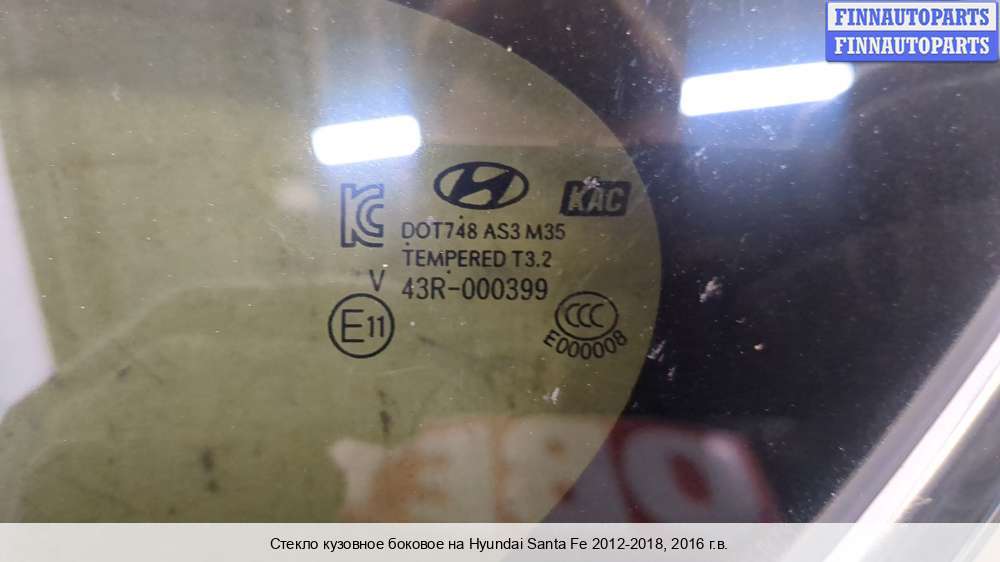 FINNAUTOPARTS
FINNAUTOPARTS
KAC
DOT748 AS3 M35
TEMPERED T3.2
V 43R-000399
E11
CCC
E000008
Стекло кузовное боковое на Hyundai Santa Fe 2012-2018, 2016 г.в.